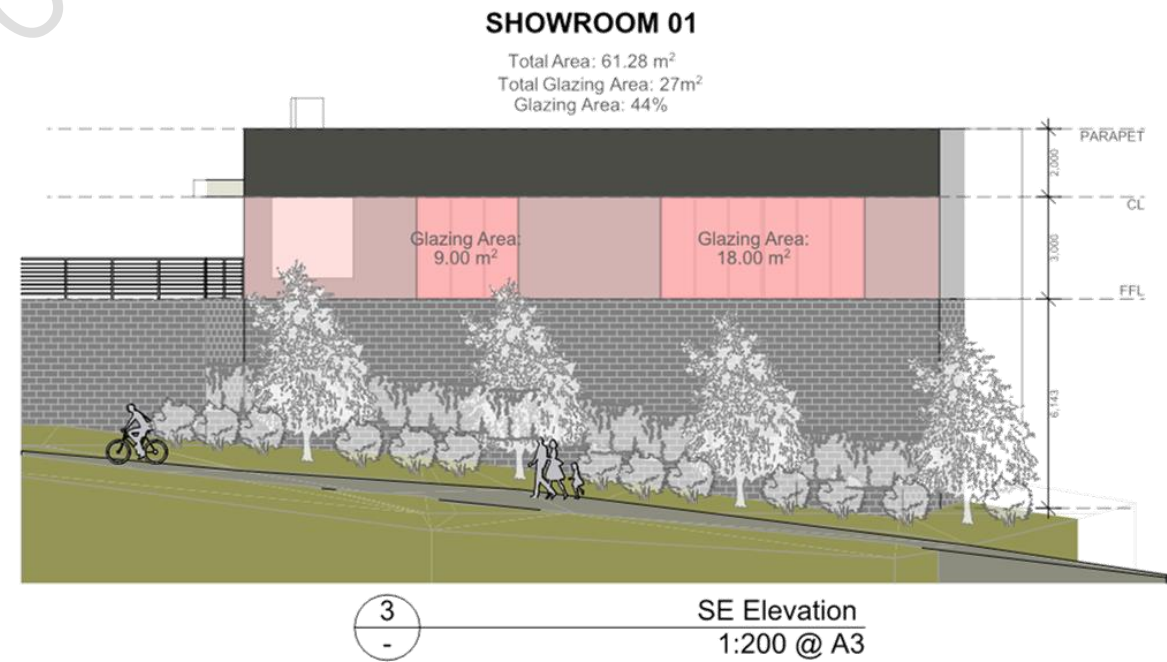 SHOWROOM 01
Total Area: 61.28 m²
Total Glazing Area: 27m²
Glazing Area: 44%
PARAPET
2,000
CL
Glazing Area:
9.00 m²
Glazing Area:
18.00 m²
3,000
FFL
6,143
3
-
SE Elevation
1:200 @ A3